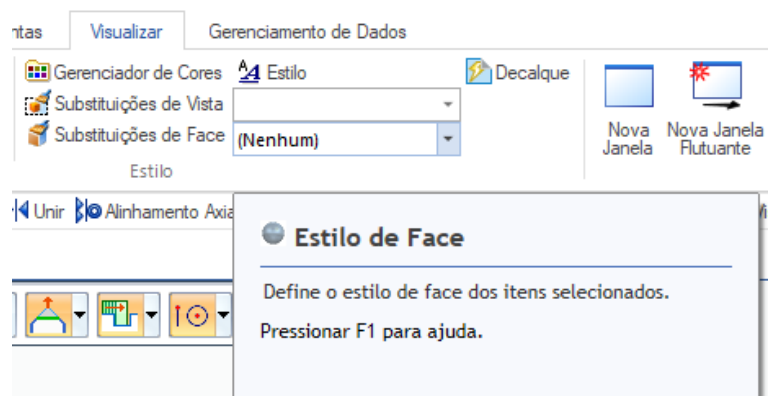 ntas Visualizar Gerenciamento de Dados
Gerenciador de Cores Estilo Decalque
Substituições de Vista
Substituições de Face (Nenhum)
Nova Janela
Nova Janela Flutuante
Estilo
Unir Alinhamento Axia
Estilo de Face
Define o estilo de face dos itens selecionados.
Pressionar F1 para ajuda.